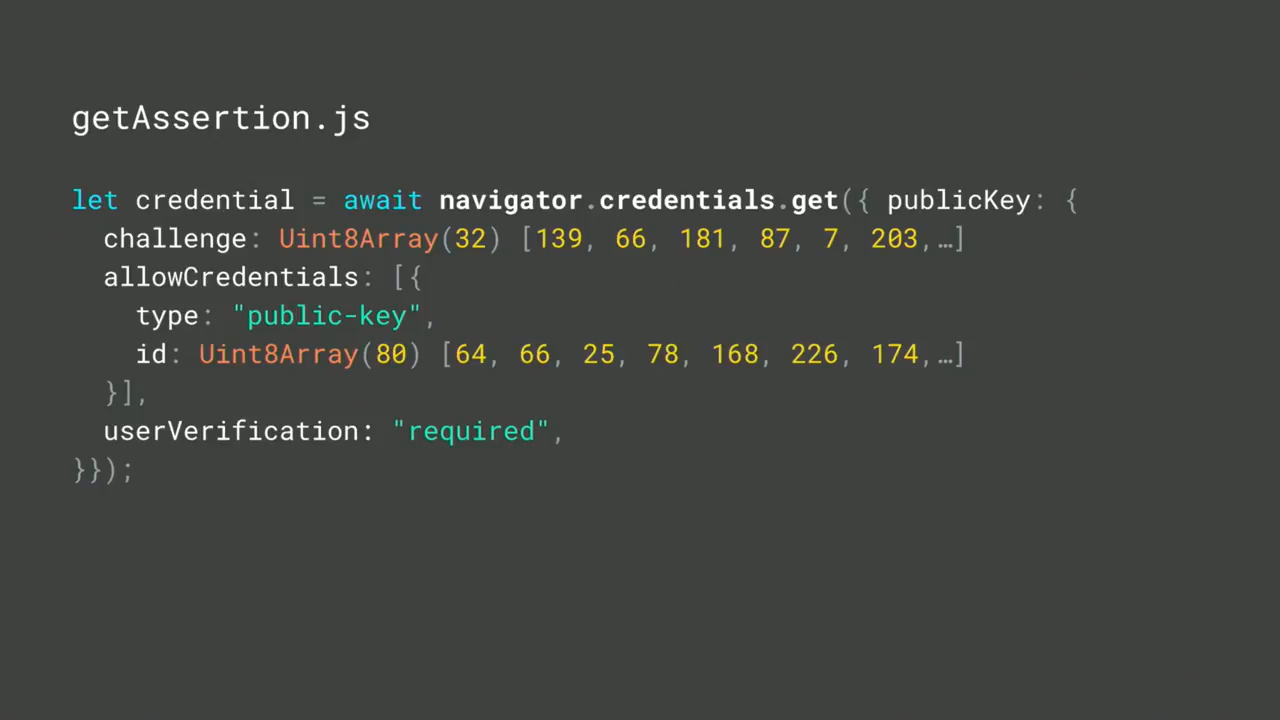 getAssertion.js
let credential = await navigator.credentials.get({ publicKey: {
  challenge: Uint8Array(32) [139, 66, 181, 87, 7, 203,…]
  allowCredentials: [{
    type: "public-key",
    id: Uint8Array(80) [64, 66, 25, 78, 168, 226, 174,…]
  }],
  userVerification: "required",
}});